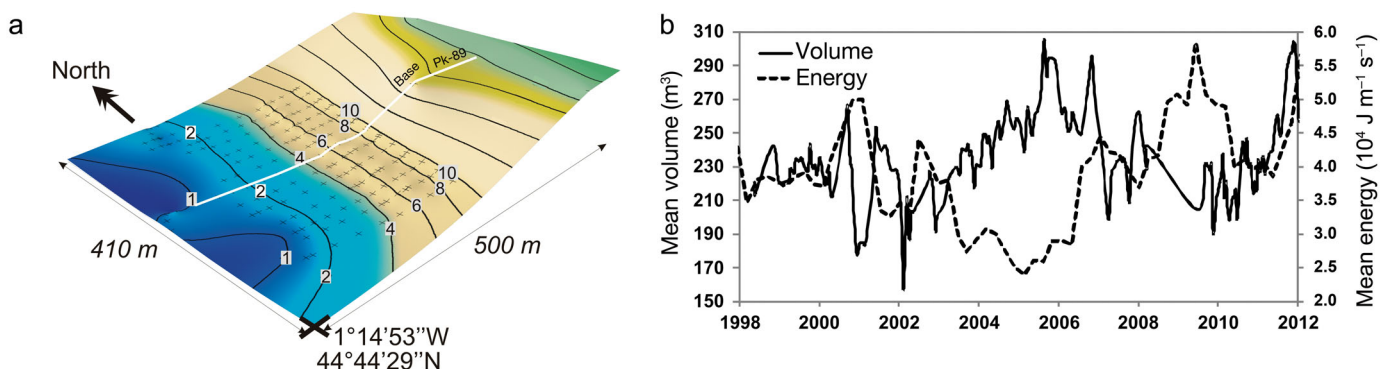 a
North
Base
Pk-89
10
8
6
4
2
2
1
10
8
6
4
2
1
410 m
500 m
1°14'53''W
44°44'29''N
b
Volume
Energy
Mean volume (m³)
310
290
270
250
230
210
190
170
150
1998 2000 2002 2004 2006 2008 2010 2012
6.0
5.5
5.0
4.5
4.0
3.5
3.0
2.5
2.0
Mean energy (10⁴ J m⁻¹ s⁻¹)